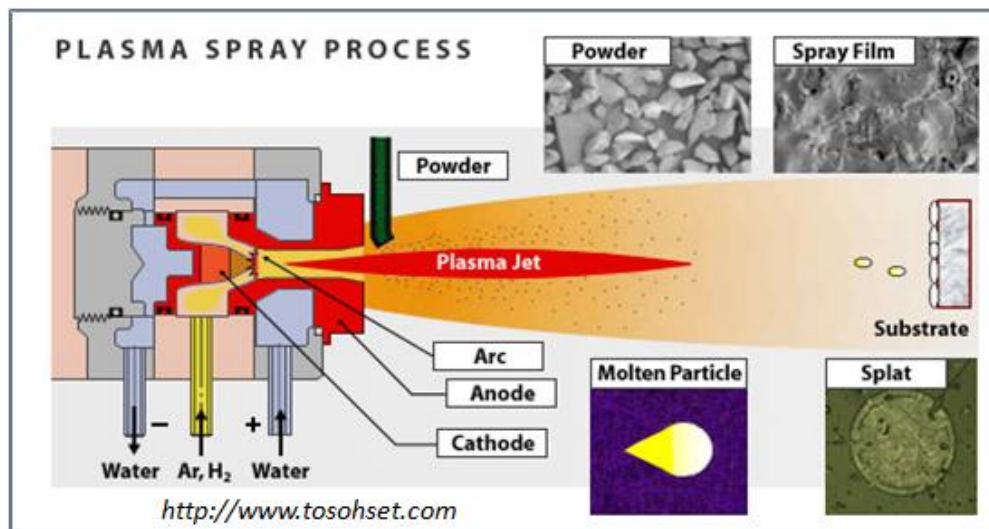 PLASMA SPRAY PROCESS
Powder
Spray Film
Powder
Plasma Jet
Substrate
Arc
Anode
Cathode
Molten Particle
Splat
− +
Water Ar, H₂ Water
http://www.tosohset.com